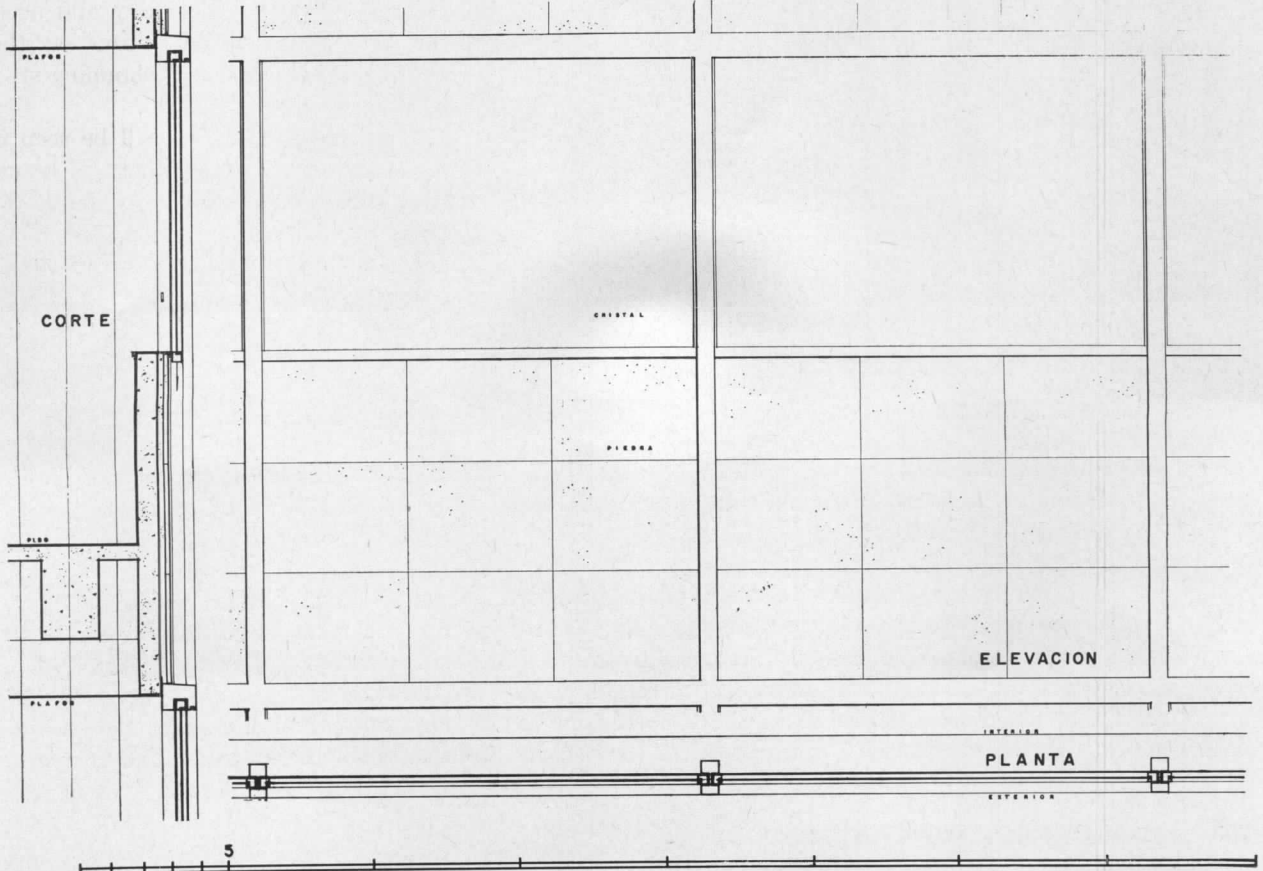 PLAFON
CORTE
CRISTAL
PIEDRA
PISO
ELEVACION
PLAFON
INTERIOR
PLANTA
EXTERIOR
5